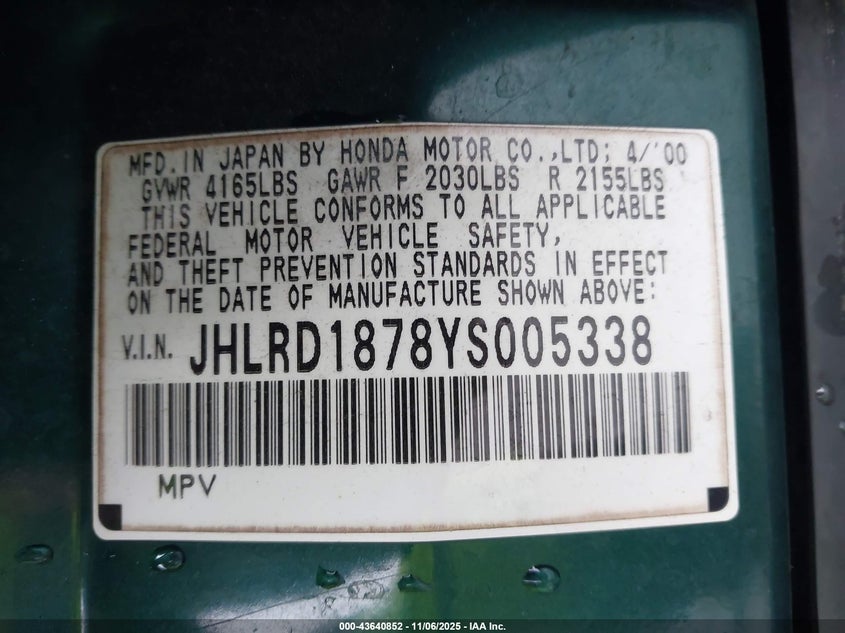 MFD. IN JAPAN BY HONDA MOTOR CO.,LTD; 4/'00
GVWR 4165LBS GAWR F 2030LBS R 2155LBS
THIS VEHICLE CONFORMS TO ALL APPLICABLE
FEDERAL MOTOR VEHICLE SAFETY,
AND THEFT PREVENTION STANDARDS IN EFFECT
ON THE DATE OF MANUFACTURE SHOWN ABOVE:
V.I.N. JHLRD1878YS005338
MPV
000-43640852 - 11/06/2025 - IAA Inc.